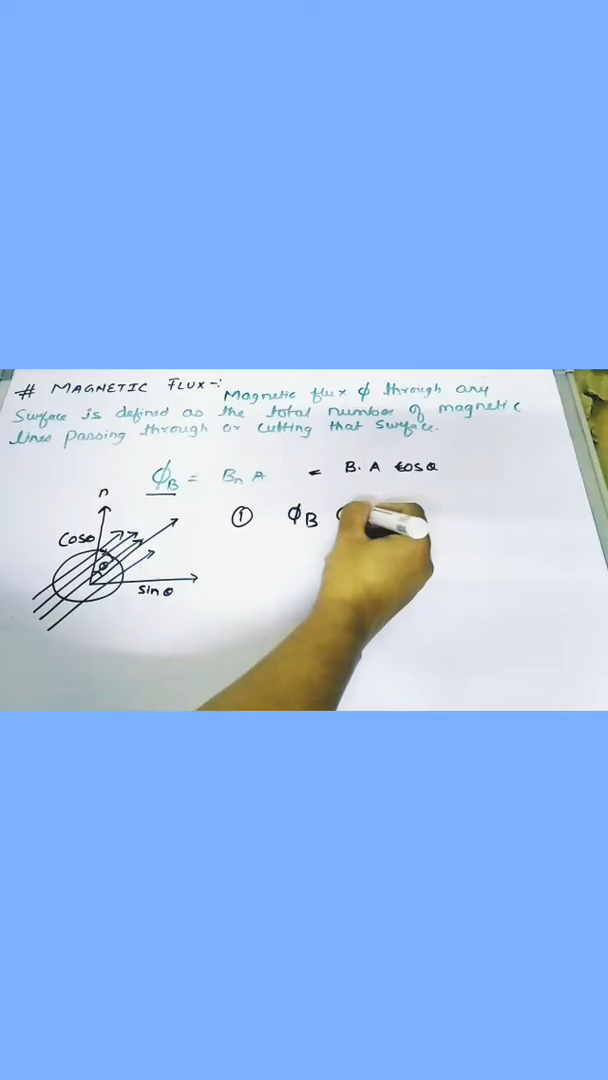 # MAGNETIC FLUX-: Magnetic flux ϕ through any
Surface is defined as the total number of magnetic
lines passing through or cutting that surface.
ϕB = Bn A = B. A cosθ
n
Cosθ
θ
sinθ
① ϕB